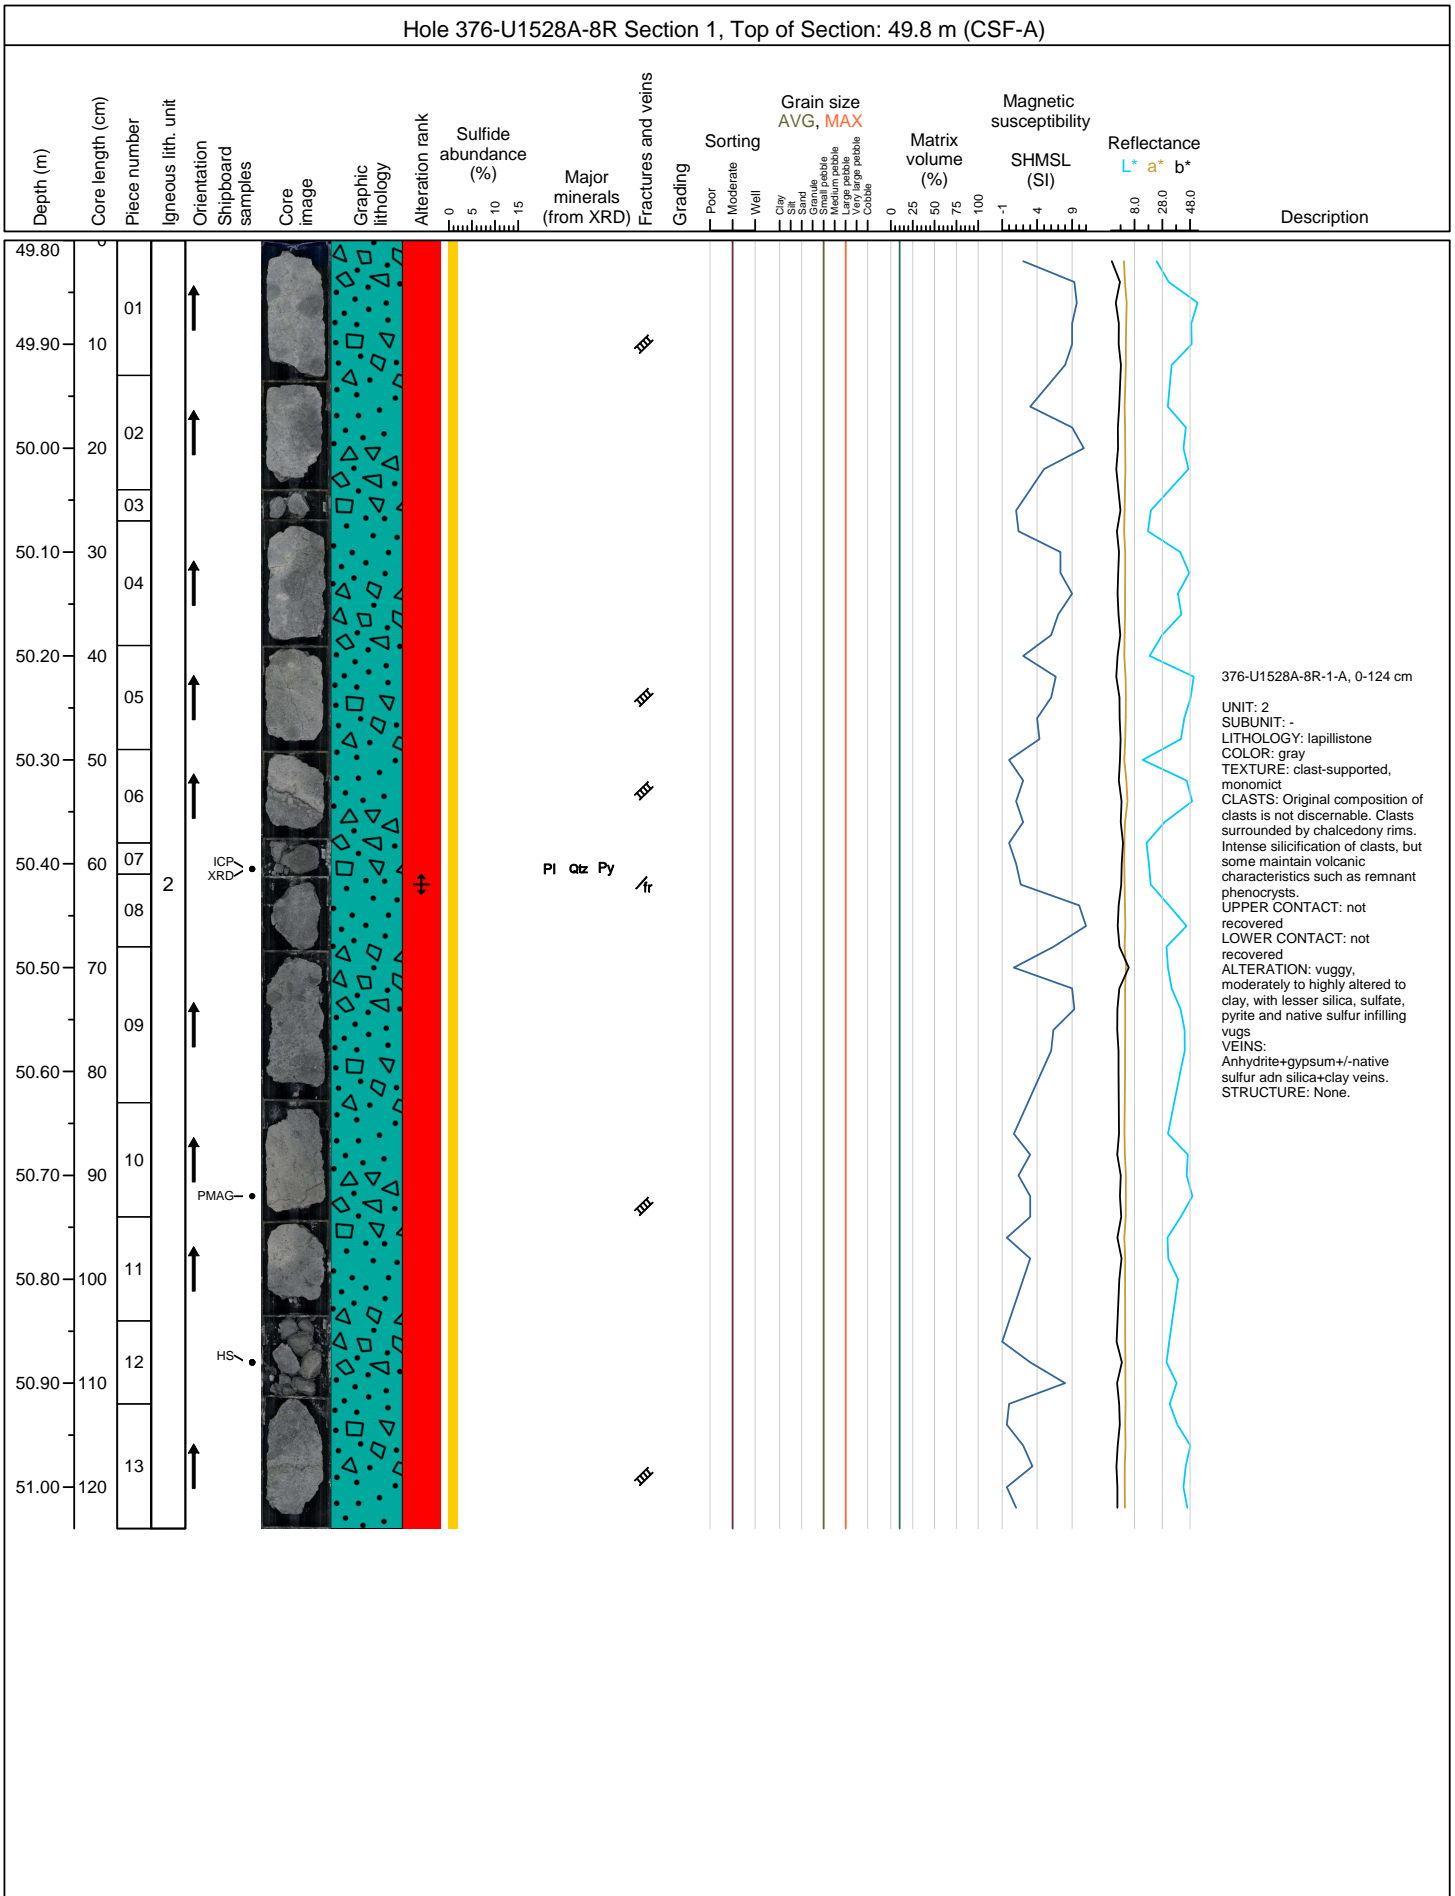 Hole 376-U1528A-8R Section 1, Top of Section: 49.8 m (CSF-A)
Depth (m)
Core length (cm)
Piece number
Igneous lith. unit
Orientation
Shipboard
samples
Core
image
Graphic
lithology
Alteration rank
Sulfide
abundance
(%)
0 5 10 15
Major
minerals
(from XRD)
Fractures and veins
Grading
Sorting
Poor
Moderate
Well
Grain size
AVG, MAX
Clay
Silt
Sand
Granule
Small pebble
Medium pebble
Large pebble
Very large pebble
Cobble
Matrix
volume
(%)
0 25 50 75 100
Magnetic
susceptibility
SHMSL
(SI)
-1 4 9
Reflectance
L* a* b*
8.0 28.0 48.0
Description
49.80 0
01
49.90 10
02
50.00 20
03
50.10 30
04
50.20 40
05
50.30 50
06
07
50.40 60
ICP
XRD
Pl Qtz Py
fr
2
08
50.50 70
09
50.60 80
10
50.70 90
PMAG
11
50.80 100
12
HS
50.90 110
13
51.00 120
376-U1528A-8R-1-A, 0-124 cm
UNIT: 2
SUBUNIT: -
LITHOLOGY: lapillistone
COLOR: gray
TEXTURE: clast-supported,
monomict
CLASTS: Original composition of
clasts is not discernable. Clasts
surrounded by chalcedony rims.
Intense silicification of clasts, but
some maintain volcanic
characteristics such as remnant
phenocrysts.
UPPER CONTACT: not
recovered
LOWER CONTACT: not
recovered
ALTERATION: vuggy,
moderately to highly altered to
clay, with lesser silica, sulfate,
pyrite and native sulfur infilling
vugs
VEINS:
Anhydrite+gypsum+/-native
sulfur adn silica+clay veins.
STRUCTURE: None.